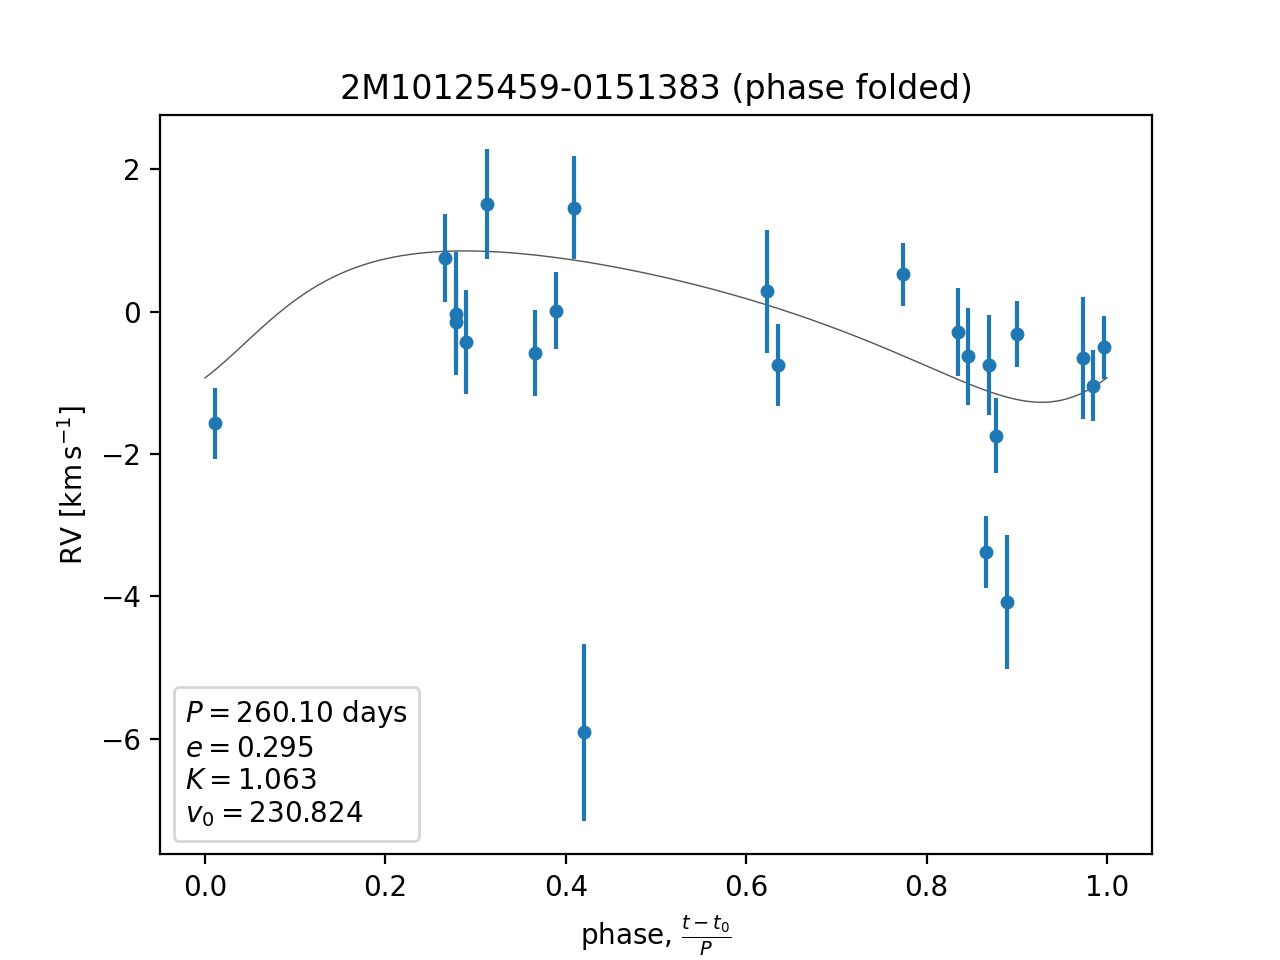 2M10125459-0151383 (phase folded)
RV [km s⁻¹]
2
0
−2
−4
−6
P = 260.10 days
e = 0.295
K = 1.063
v₀ = 230.824
0.0 0.2 0.4 0.6 0.8 1.0
phase, (t − t₀)/P